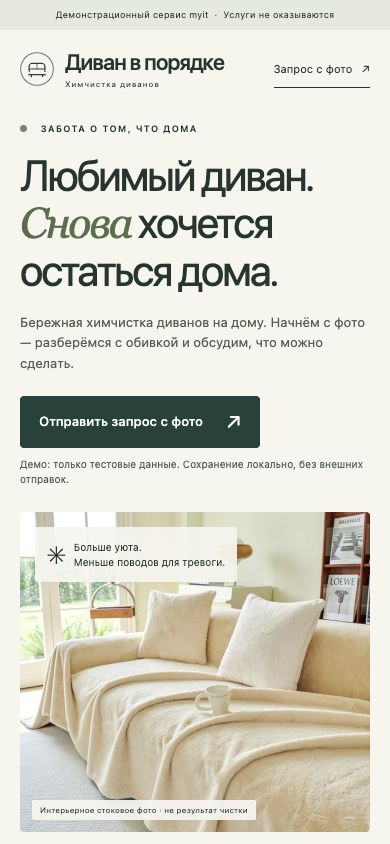 Демонстрационный сервис myit · Услуги не оказываются
Диван в порядке
Химчистка диванов
Запрос с фото ↗
ЗАБОТА О ТОМ, ЧТО ДОМА
Любимый диван.
Снова хочется
остаться дома.
Бережная химчистка диванов на дому. Начнём с фото
— разберёмся с обивкой и обсудим, что можно
сделать.
Отправить запрос с фото ↗
Демо: только тестовые данные. Сохранение локально, без внешних
отправок.
Больше уюта.
Меньше поводов для тревоги.
BAUHAUS
LOEWE
Интерьерное стоковое фото · не результат чистки